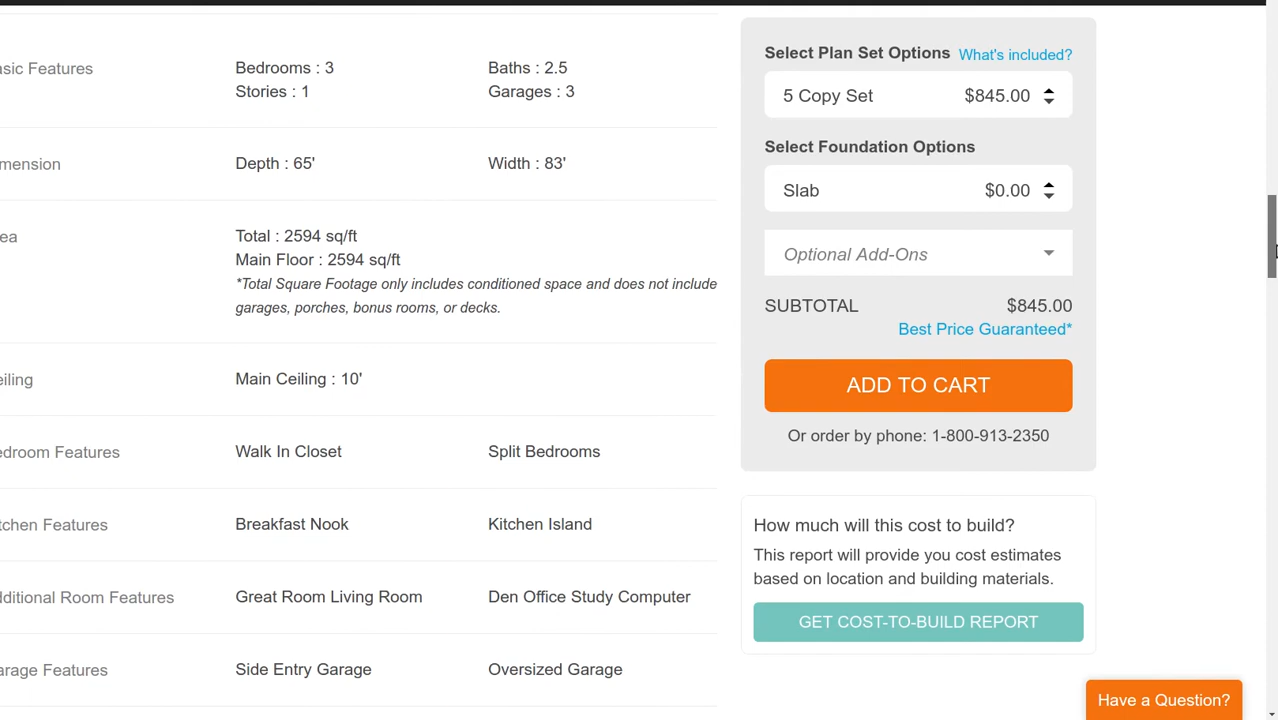 asic Features
Bedrooms : 3
Baths : 2.5
Stories : 1
Garages : 3
mension
Depth : 65'
Width : 83'
ea
Total : 2594 sq/ft
Main Floor : 2594 sq/ft
*Total Square Footage only includes conditioned space and does not include
garages, porches, bonus rooms, or decks.
eiling
Main Ceiling : 10'
edroom Features
Walk In Closet
Split Bedrooms
tchen Features
Breakfast Nook
Kitchen Island
dditional Room Features
Great Room Living Room
Den Office Study Computer
arage Features
Side Entry Garage
Oversized Garage
Select Plan Set Options What's included?
5 Copy Set $845.00
Select Foundation Options
Slab $0.00
Optional Add-Ons
SUBTOTAL $845.00
Best Price Guaranteed*
ADD TO CART
Or order by phone: 1-800-913-2350
How much will this cost to build?
This report will provide you cost estimates
based on location and building materials.
GET COST-TO-BUILD REPORT
Have a Question?